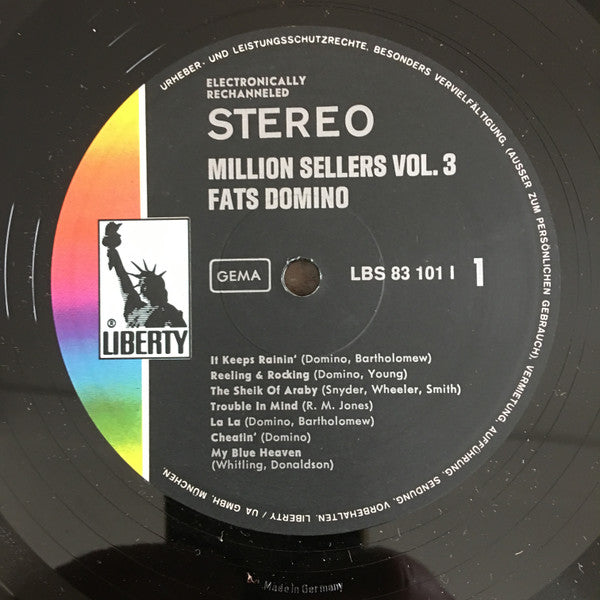 URHEBER- UND LEISTUNGSSCHUTZRECHTE, BESONDERS VERVIELFÄLTIGUNG, (AUSSER ZUM PERSÖNLICHEN GEBRAUCH), VERMIETUNG, AUFFÜHRUNG, SENDUNG, VORBEHALTEN. LIBERTY / UA GMBH, MÜNCHEN.
ELECTRONICALLY
RECHANNELED
STEREO
MILLION SELLERS VOL. 3
FATS DOMINO
GEMA LBS 83 101 I 1
® LIBERTY
It Keeps Rainin' (Domino, Bartholomew)
Reeling & Rocking (Domino, Young)
The Sheik Of Araby (Snyder, Wheeler, Smith)
Trouble In Mind (R. M. Jones)
La La (Domino, Bartholomew)
Cheatin' (Domino)
My Blue Heaven
(Whitling, Donaldson)
Made in Germany